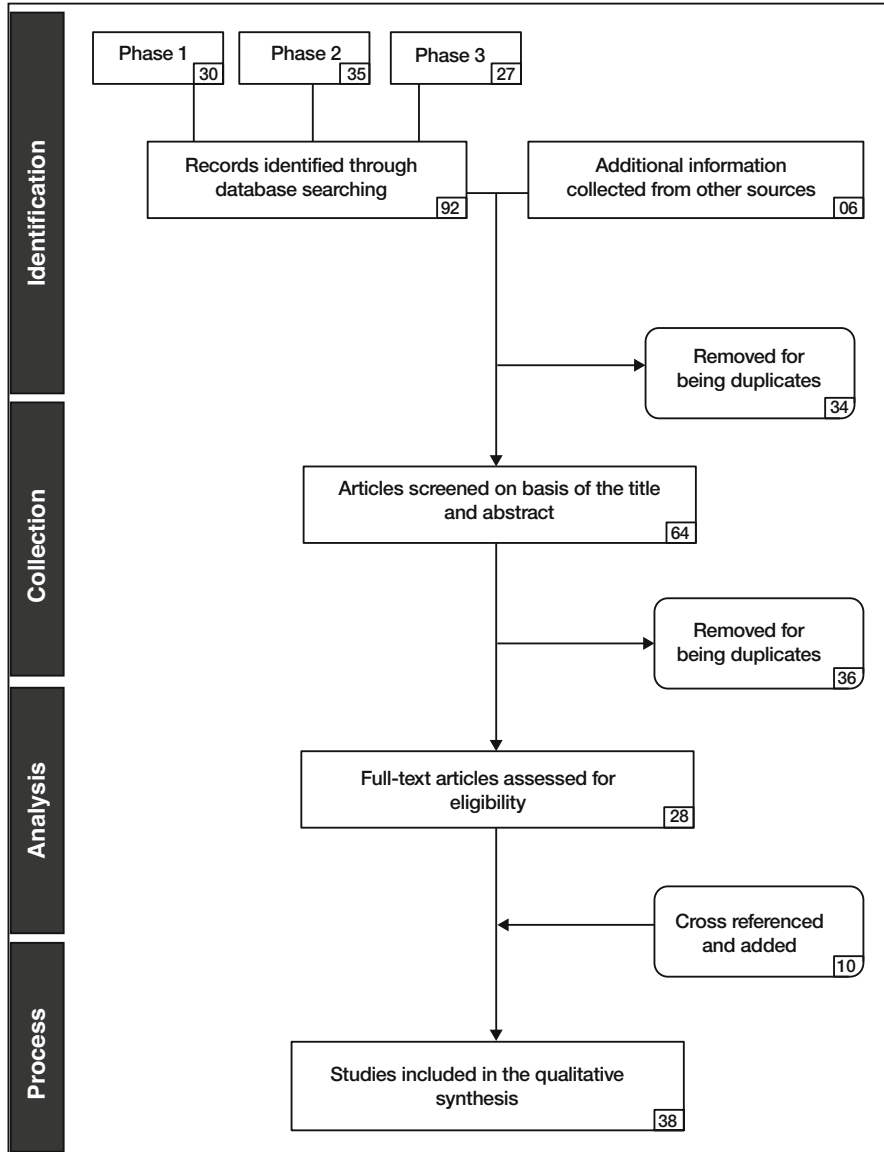 Phase 1
30
Phase 2
35
Phase 3
27
Identification
Records identified through
database searching
92
Additional information
collected from other sources
06
Removed for
being duplicates
34
Collection
Articles screened on basis of the title
and abstract
64
Removed for
being duplicates
36
Analysis
Full-text articles assessed for
eligibility
28
Cross referenced
and added
10
Process
Studies included in the qualitative
synthesis
38